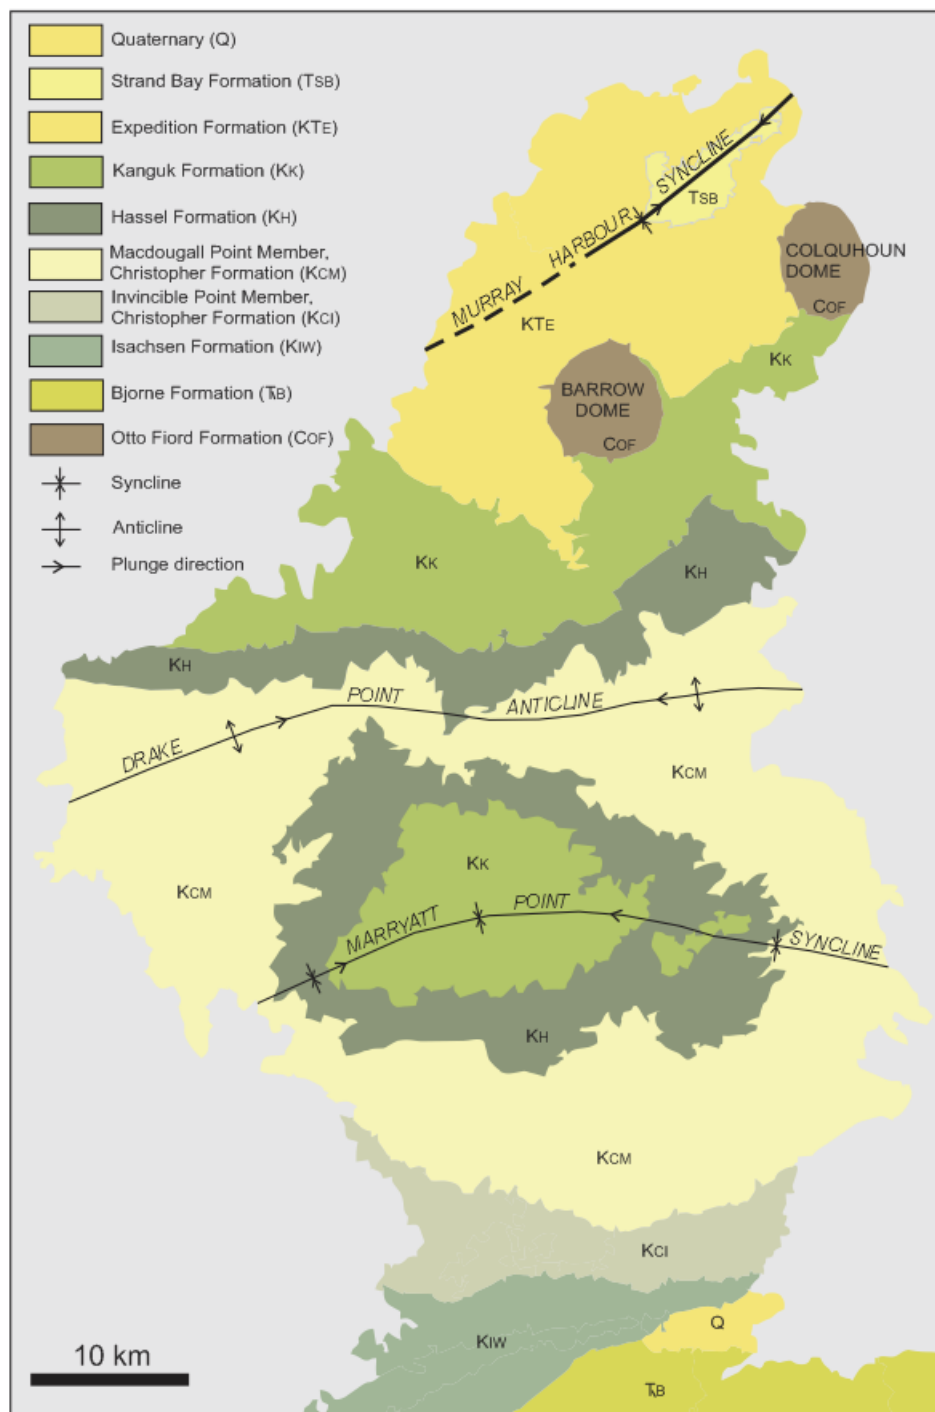 Quaternary (Q)
Strand Bay Formation (TSB)
Expedition Formation (KTE)
Kanguk Formation (KK)
Hassel Formation (KH)
Macdougall Point Member,
Christopher Formation (KCM)
Invincible Point Member,
Christopher Formation (KCI)
Isachsen Formation (KIW)
Bjorne Formation (TRB)
Otto Fiord Formation (COF)
Syncline
Anticline
Plunge direction
MURRAY HARBOUR SYNCLINE
TSB
COLQUHOUN
DOME
COF
KTE
KK
BARROW
DOME
COF
KK
KH
KH
DRAKE POINT ANTICLINE
KCM
KK
KCM
MARRYATT POINT SYNCLINE
KH
KCM
KCI
Q
KIW
TRB
10 km